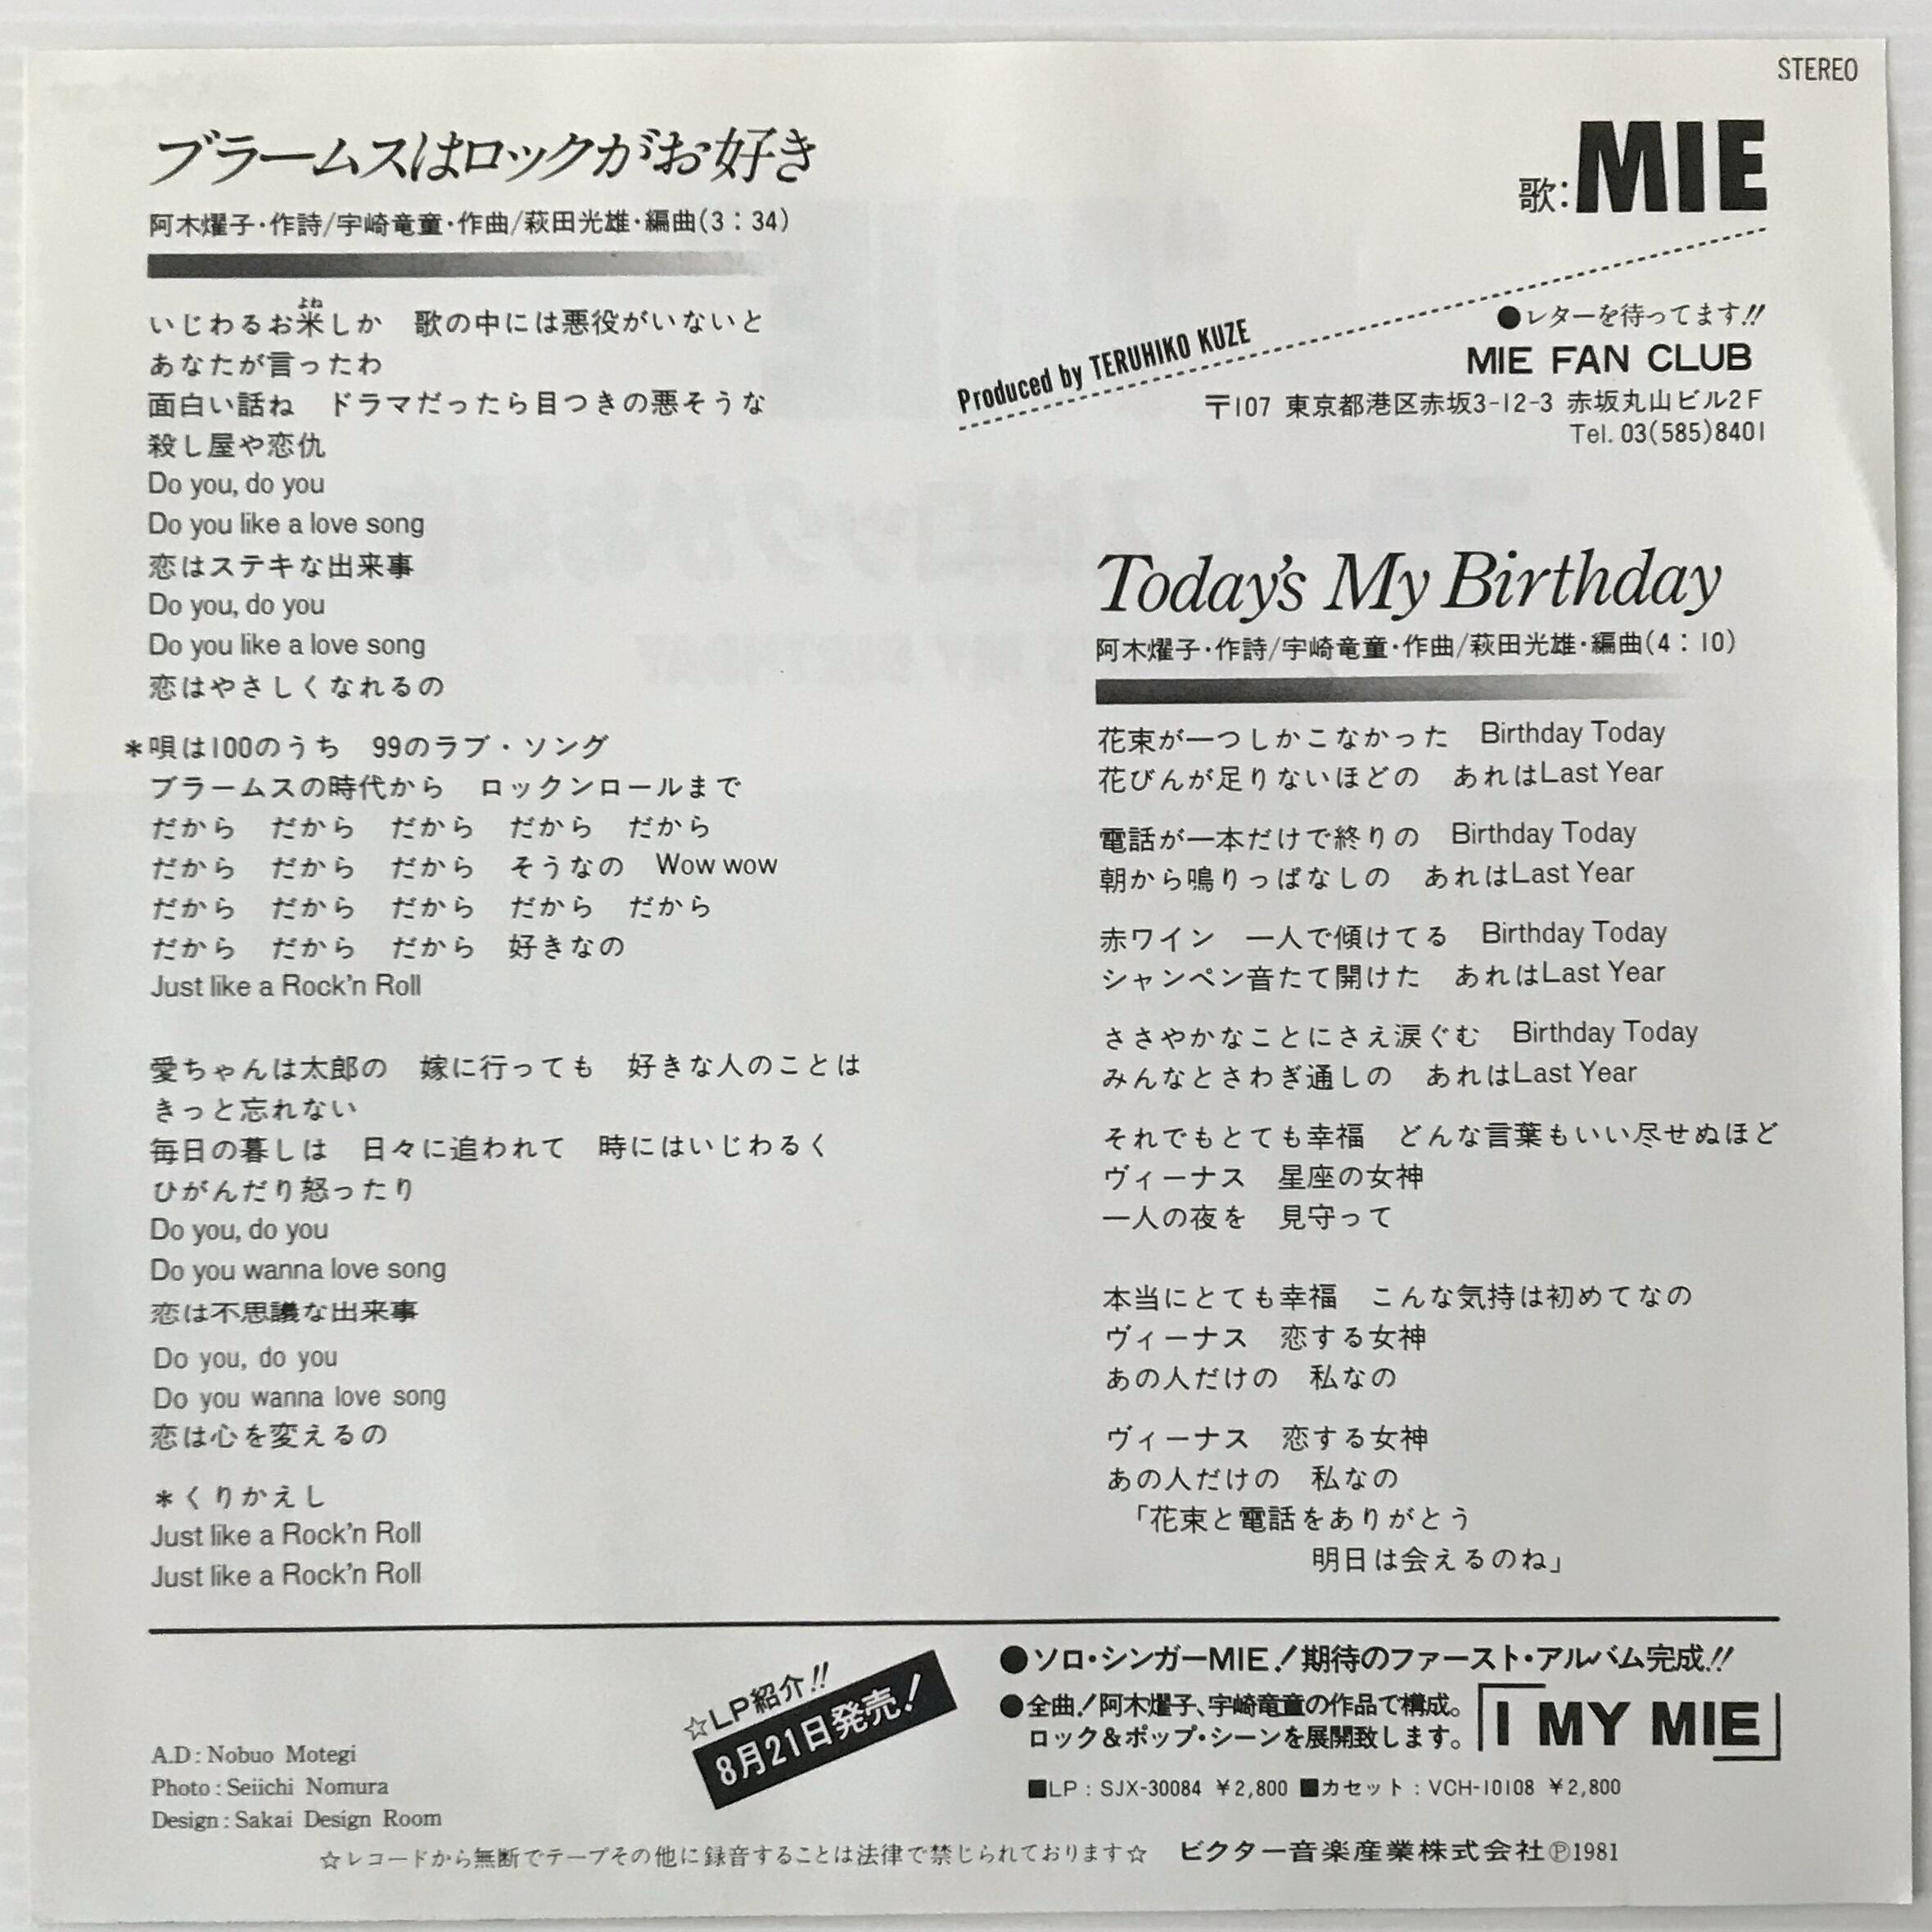 STEREO
ブラームスはロックがお好き
阿木燿子·作詩/宇崎竜童·作曲/萩田光雄·編曲(3：34)
歌:MIE
Produced by TERUHIKO KUZE
●レターを待ってます!!
MIE FAN CLUB
〒107 東京都港区赤坂3-12-3 赤坂丸山ビル2F
Tel. 03(585)8401
よね
いじわるお米しか　歌の中には悪役がいないと
あなたが言ったわ
面白い話ね　ドラマだったら目つきの悪そうな
殺し屋や恋仇
Do you, do you
Do you like a love song
恋はステキな出来事
Do you, do you
Do you like a love song
恋はやさしくなれるの
＊唄は100のうち　99のラブ・ソング
ブラームスの時代から　ロックンロールまで
だから　だから　だから　だから　だから
だから　だから　だから　そうなの　Wow wow
だから　だから　だから　だから　だから
だから　だから　だから　好きなの
Just like a Rock'n Roll
愛ちゃんは太郎の　嫁に行っても　好きな人のことは
きっと忘れない
毎日の暮しは　日々に追われて　時にはいじわるく
ひがんだり怒ったり
Do you, do you
Do you wanna love song
恋は不思議な出来事
Do you, do you
Do you wanna love song
恋は心を変えるの
＊くりかえし
Just like a Rock'n Roll
Just like a Rock'n Roll
Today's My Birthday
阿木燿子·作詩/宇崎竜童·作曲/萩田光雄·編曲(4：10)
花束が一つしかこなかった　Birthday Today
花びんが足りないほどの　あれはLast Year
電話が一本だけで終りの　Birthday Today
朝から鳴りっぱなしの　あれはLast Year
赤ワイン　一人で傾けてる　Birthday Today
シャンペン音たて開けた　あれはLast Year
ささやかなことにさえ涙ぐむ　Birthday Today
みんなとさわぎ通しの　あれはLast Year
それでもとても幸福　どんな言葉もいい尽せぬほど
ヴィーナス　星座の女神
一人の夜を　見守って
本当にとても幸福　こんな気持は初めてなの
ヴィーナス　恋する女神
あの人だけの　私なの
ヴィーナス　恋する女神
あの人だけの　私なの
「花束と電話をありがとう
明日は会えるのね」
A.D : Nobuo Motegi
Photo : Seiichi Nomura
Design : Sakai Design Room
☆LP紹介!!
8月21日発売!
●ソロ・シンガーMIE!期待のファースト・アルバム完成!!
●全曲!阿木燿子、宇崎竜童の作品で構成。
ロック&ポップ・シーンを展開致します。
「I MY MIE」
■LP : SJX-30084 ¥2,800 ■カセット : VCH-10108 ¥2,800
☆レコードから無断でテープその他に録音することは法律で禁じられております☆　ビクター音楽産業株式会社Ⓟ1981